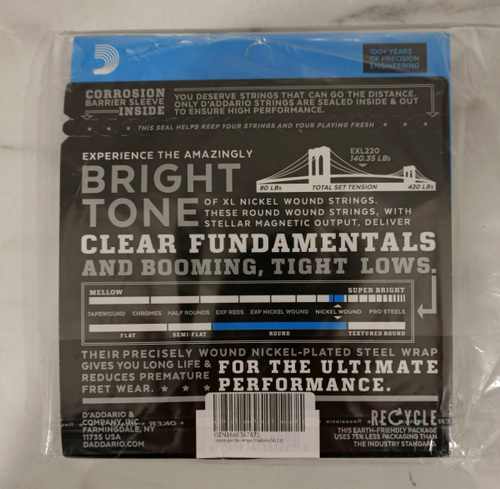 100+ YEARS
OF PRECISION
ENGINEERING
CORROSION
BARRIER SLEEVE
INSIDE
YOU DESERVE STRINGS THAT CAN GO THE DISTANCE.
ONLY D'ADDARIO STRINGS ARE SEALED INSIDE & OUT
TO ENSURE HIGH PERFORMANCE.
THIS SEAL HELPS KEEP YOUR STRINGS AND YOUR PLAYING FRESH
EXPERIENCE THE AMAZINGLY
BRIGHT
TONE
EXL220
140.35 LBs
80 LBs TOTAL SET TENSION 420 LBs
OF XL NICKEL WOUND STRINGS.
THESE ROUND WOUND STRINGS, WITH
STELLAR MAGNETIC OUTPUT, DELIVER
CLEAR FUNDAMENTALS
AND BOOMING, TIGHT LOWS.
MELLOW SUPER BRIGHT
TAPEWOUND CHROMES HALF ROUNDS EXP REDS EXP NICKEL WOUND NICKEL WOUND PRO STEELS
FLAT SEMI-FLAT ROUND TEXTURED ROUND
THEIR PRECISELY WOUND NICKEL-PLATED STEEL WRAP
GIVES YOU LONG LIFE &
REDUCES PREMATURE
FRET WEAR.
FOR THE ULTIMATE
PERFORMANCE.
D'ADDARIO &
COMPANY, INC.
FARMINGDALE, NY
11735 USA
DADDARIO.COM
RECYCLE
THIS EARTH-FRIENDLY PACKAGE
USES 75% LESS PACKAGING THAN
THE INDUSTRY STANDARD.